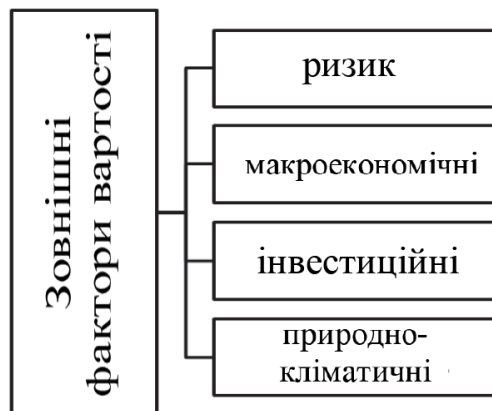 Зовнішні
фактори вартості
ризик
макроекономічні
інвестиційні
природно-
кліматичні